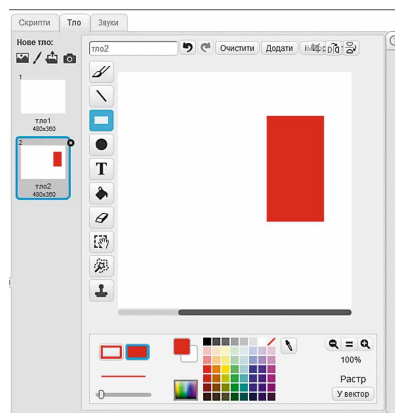 Скрипти Тло Звуки
Нове тло:
тло2 Очистити Додати
1
тло1
480x360
2
тло2
480x360
T
100%
Растр
У вектор